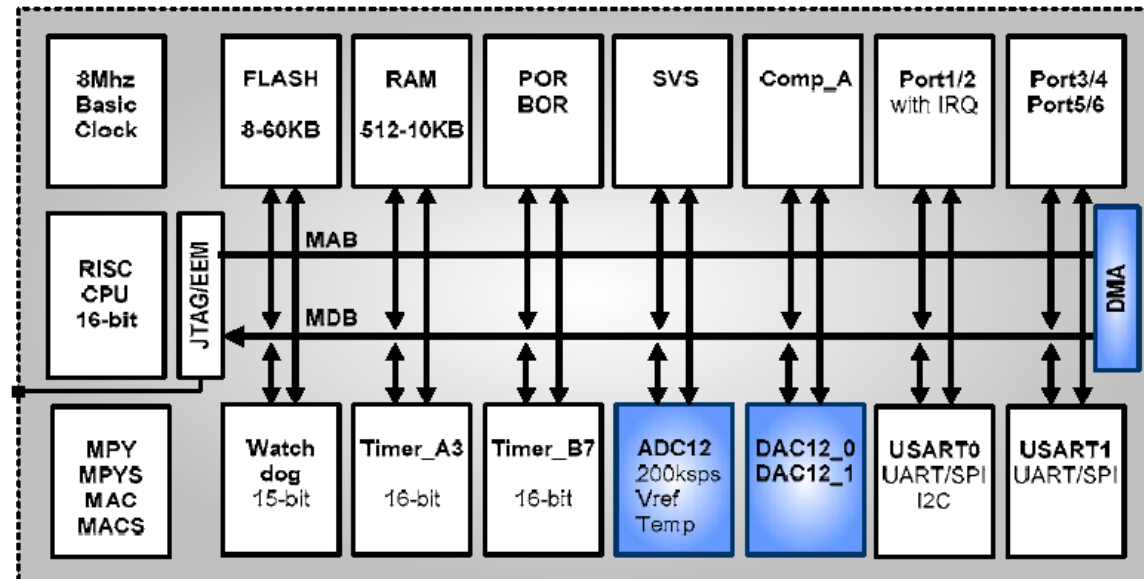 8Mhz
Basic
Clock
FLASH
8-60KB
RAM
512-10KB
POR
BOR
SVS
Comp_A
Port1/2
with IRQ
Port3/4
Port5/6
RISC
CPU
16-bit
JTAG/EEM
MAB
MDB
DMA
MPY
MPYS
MAC
MACS
Watch
dog
15-bit
Timer_A3
16-bit
Timer_B7
16-bit
ADC12
200ksps
Vref
Temp
DAC12_0
DAC12_1
USART0
UART/SPI
I2C
USART1
UART/SPI